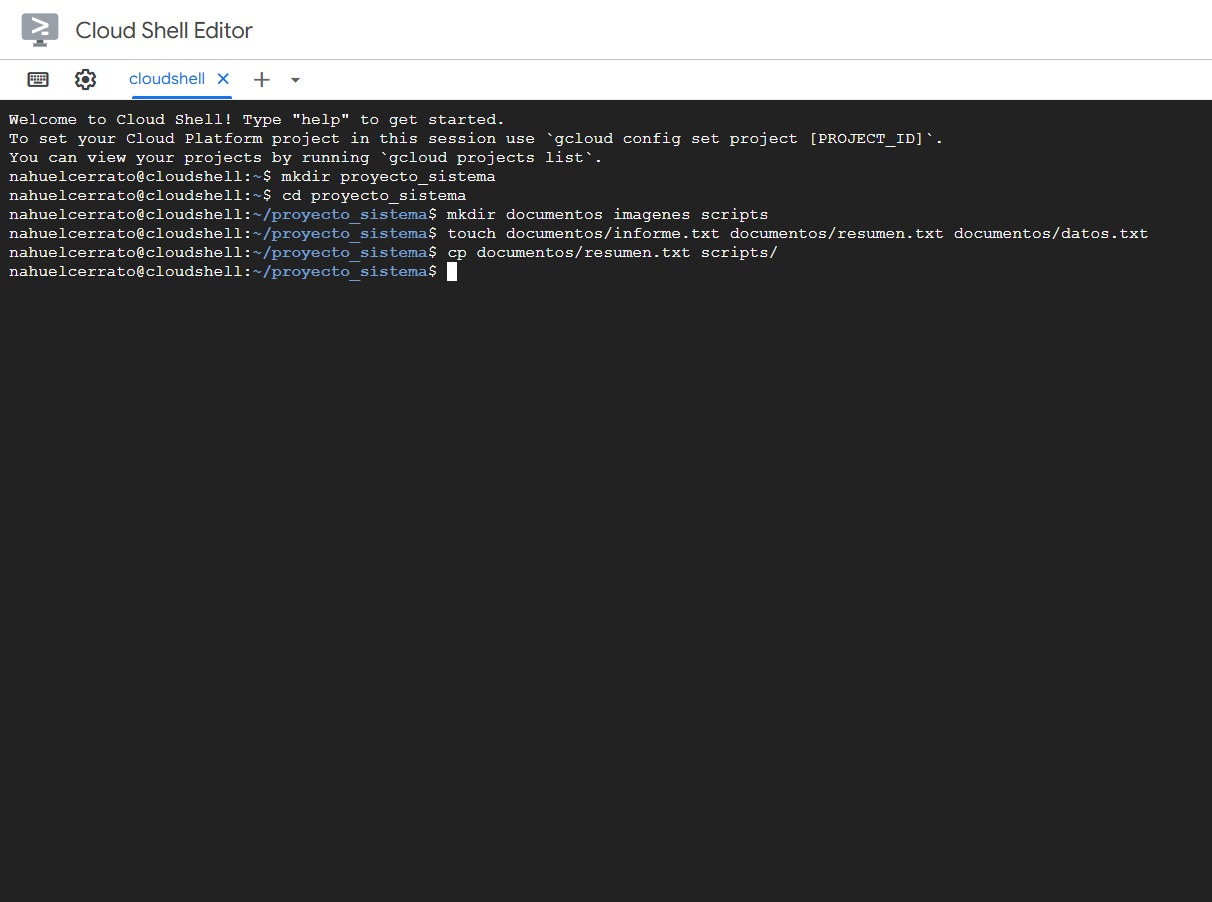 Cloud Shell Editor
cloudshell
Welcome to Cloud Shell! Type "help" to get started.
To set your Cloud Platform project in this session use `gcloud config set project [PROJECT_ID]`.
You can view your projects by running `gcloud projects list`.
nahuelcerrato@cloudshell:~$ mkdir proyecto_sistema
nahuelcerrato@cloudshell:~$ cd proyecto_sistema
nahuelcerrato@cloudshell:~/proyecto_sistema$ mkdir documentos imagenes scripts
nahuelcerrato@cloudshell:~/proyecto_sistema$ touch documentos/informe.txt documentos/resumen.txt documentos/datos.txt
nahuelcerrato@cloudshell:~/proyecto_sistema$ cp documentos/resumen.txt scripts/
nahuelcerrato@cloudshell:~/proyecto_sistema$